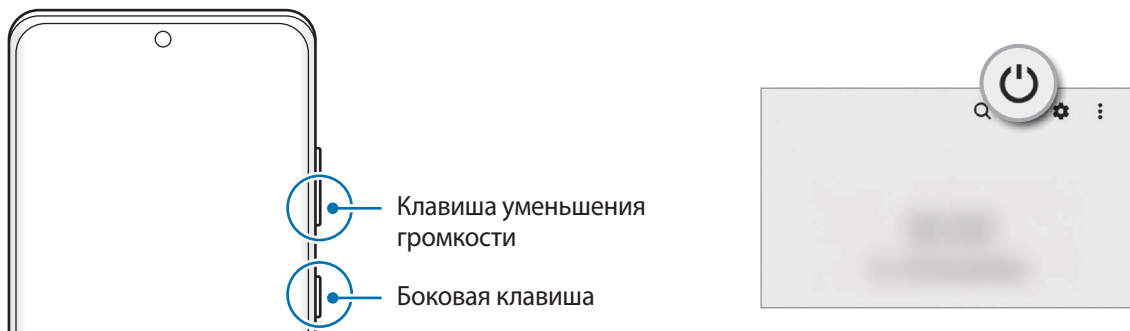 Клавиша уменьшения
громкости
Боковая клавиша